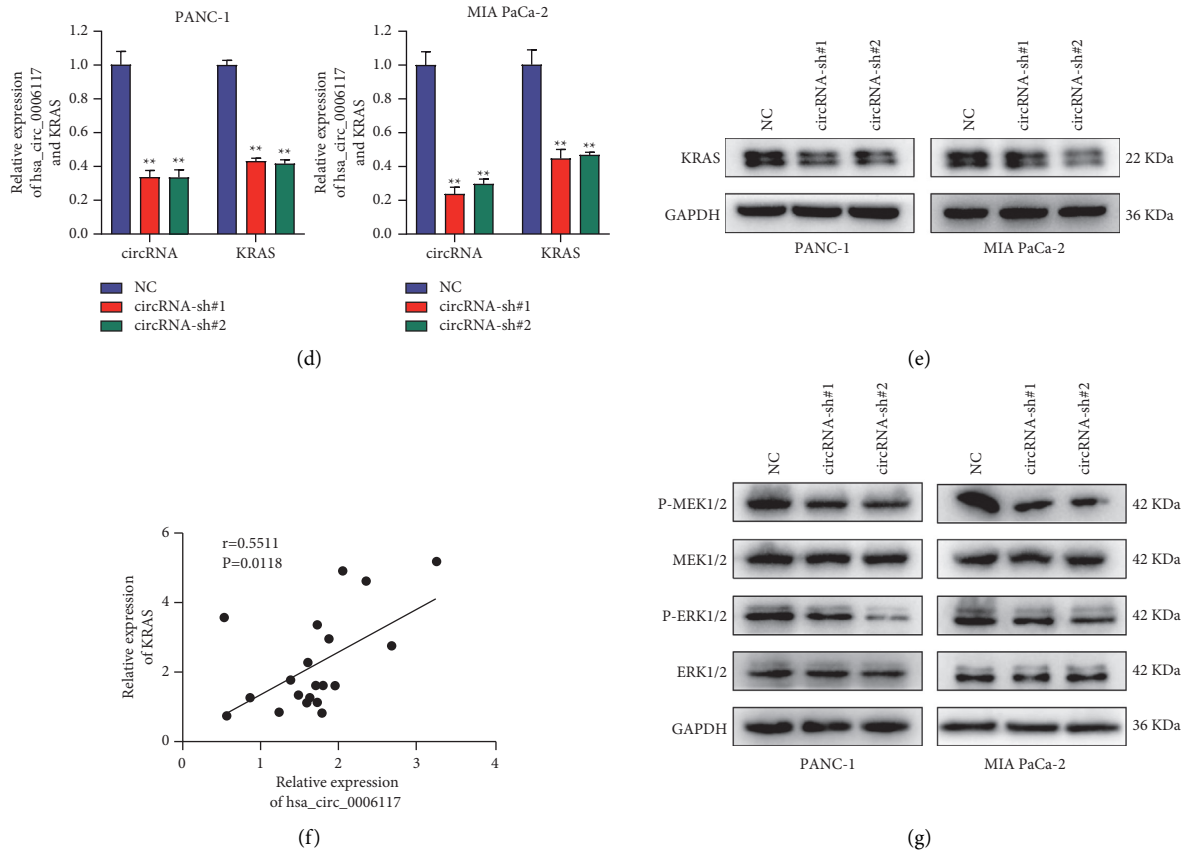 PANC-1
Relative expression
of hsa_circ_0006117
and KRAS
1.4
1.2
1.0
0.8
0.6
0.4
0.2
0.0
**
**
**
**
circRNA
KRAS
NC
circRNA-sh#1
circRNA-sh#2
MIA PaCa-2
Relative expression
of hsa_circ_0006117
and KRAS
1.4
1.2
1.0
0.8
0.6
0.4
0.2
0.0
**
**
**
**
circRNA
KRAS
NC
circRNA-sh#1
circRNA-sh#2
(d)
NC
circRNA-sh#1
circRNA-sh#2
NC
circRNA-sh#1
circRNA-sh#2
KRAS
22 KDa
GAPDH
36 KDa
PANC-1
MIA PaCa-2
(e)
Relative expression
of KRAS
6
4
2
0
r=0.5511
P=0.0118
0
1
2
3
4
Relative expression
of hsa_circ_0006117
(f)
NC
circRNA-sh#1
circRNA-sh#2
NC
circRNA-sh#1
circRNA-sh#2
P-MEK1/2
42 KDa
MEK1/2
42 KDa
P-ERK1/2
42 KDa
ERK1/2
42 KDa
GAPDH
36 KDa
PANC-1
MIA PaCa-2
(g)